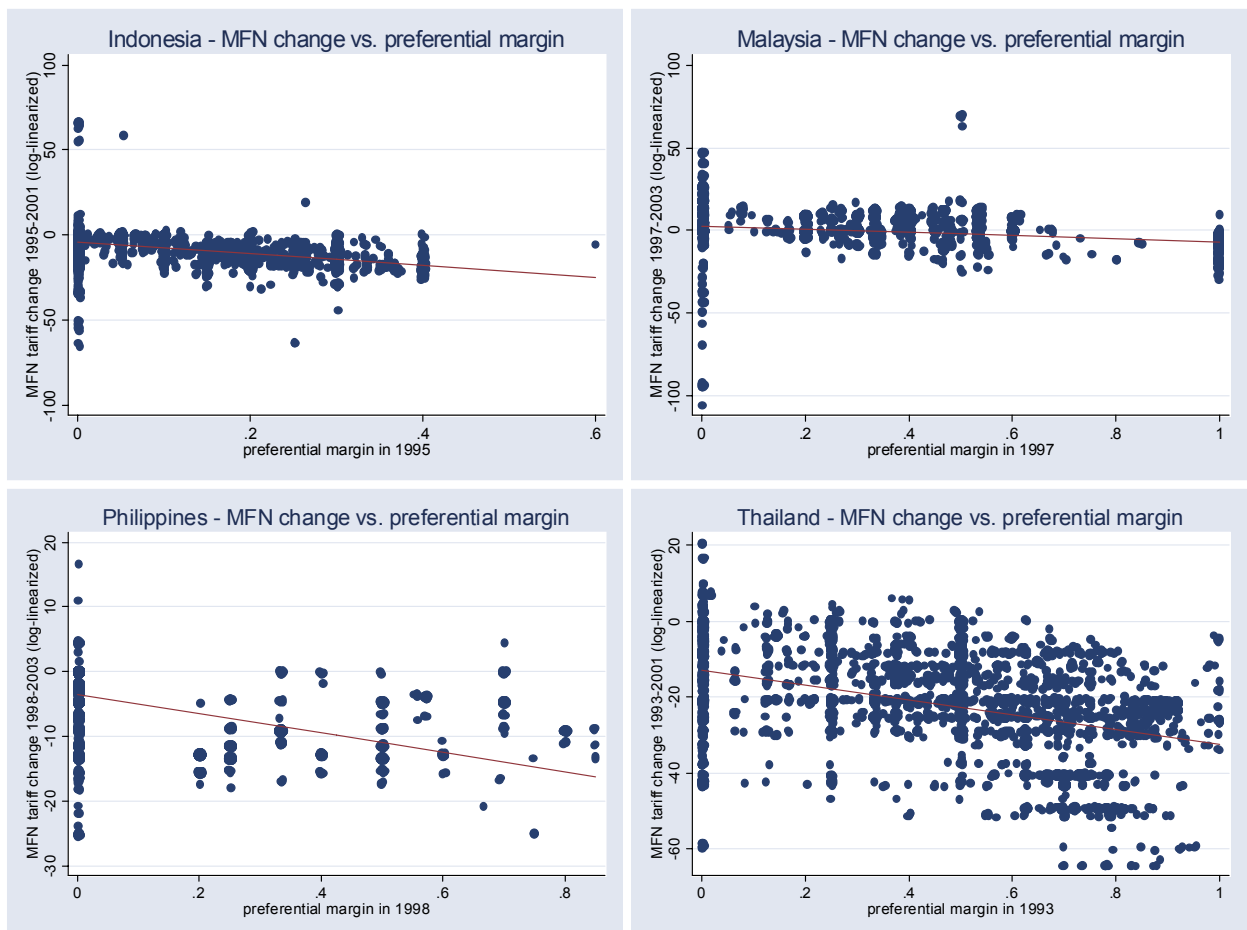 Indonesia - MFN change vs. preferential margin
MFN tariff change 1995-2001 (log-linearized)
100
50
0
-50
-100
0 .2 .4 .6
preferential margin in 1995
Malaysia - MFN change vs. preferential margin
MFN tariff change 1997-2003 (log-linearized)
100
50
0
-50
-100
0 .2 .4 .6 .8 1
preferential margin in 1997
Philippines - MFN change vs. preferential margin
MFN tariff change 1998-2003 (log-linearized)
20
10
0
-10
-20
-30
0 .2 .4 .6 .8
preferential margin in 1998
Thailand - MFN change vs. preferential margin
MFN tariff change 1993-2001 (log-linearized)
20
0
-20
-40
-60
0 .2 .4 .6 .8 1
preferential margin in 1993